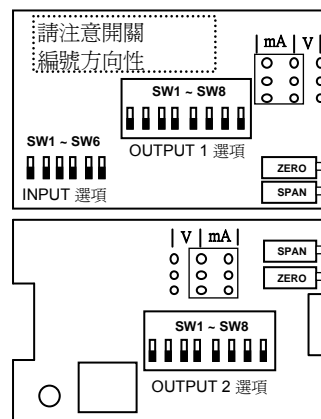 請注意開關
編號方向性
mA V
SW1 ~ SW8
OUTPUT 1 選項
SW1 ~ SW6
INPUT 選項
ZERO
SPAN
V mA
SPAN
ZERO
SW1 ~ SW8
OUTPUT 2 選項